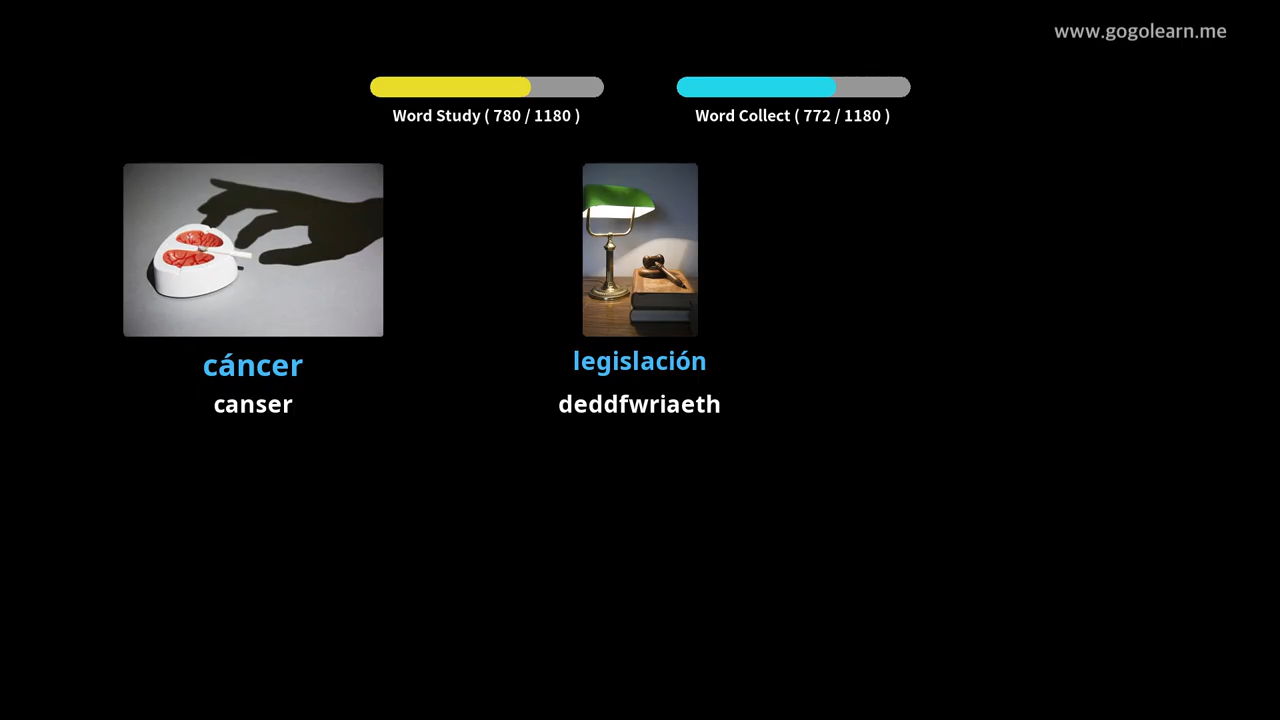 www.gogolearn.me
Word Study ( 780 / 1180 )
Word Collect ( 772 / 1180 )
cáncer
canser
legislación
deddfwriaeth